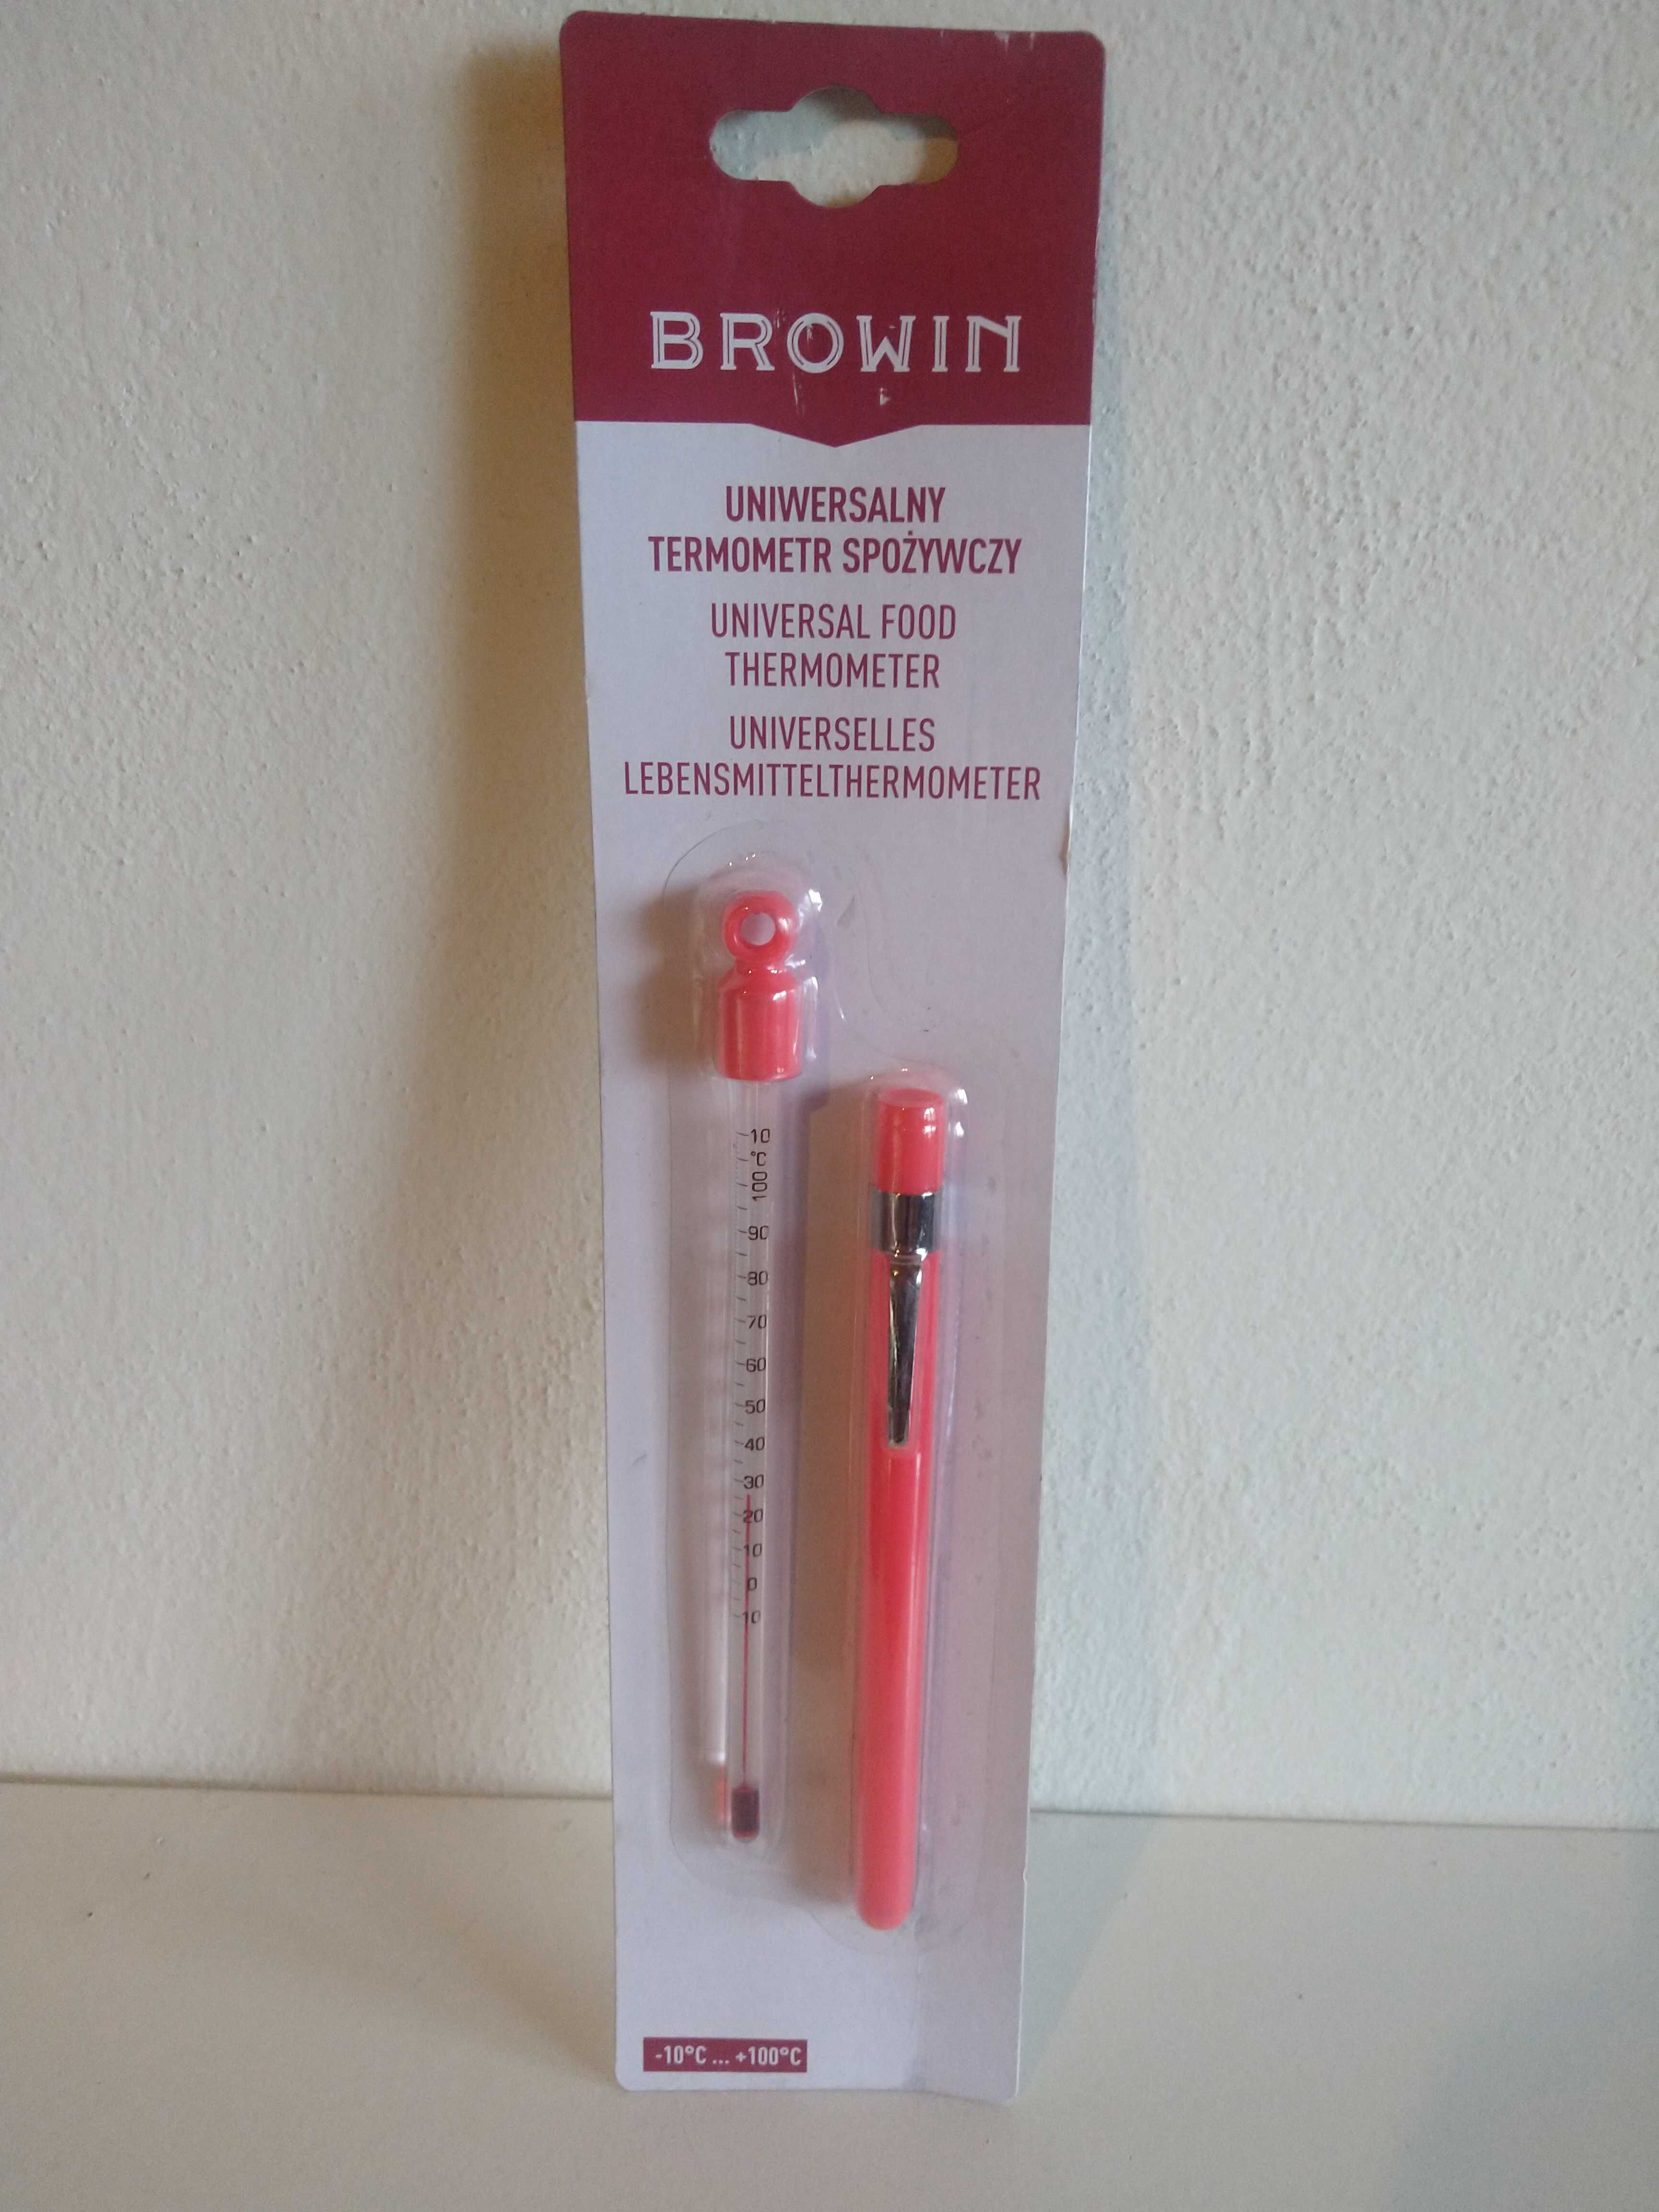 BROWIN
UNIWERSALNY
TERMOMETR SPOŻYWCZY
UNIVERSAL FOOD
THERMOMETER
UNIVERSELLES
LEBENSMITTELTHERMOMETER
10
°C
100
90
80
70
60
50
40
30
20
10
0
10
-10°C ... +100°C